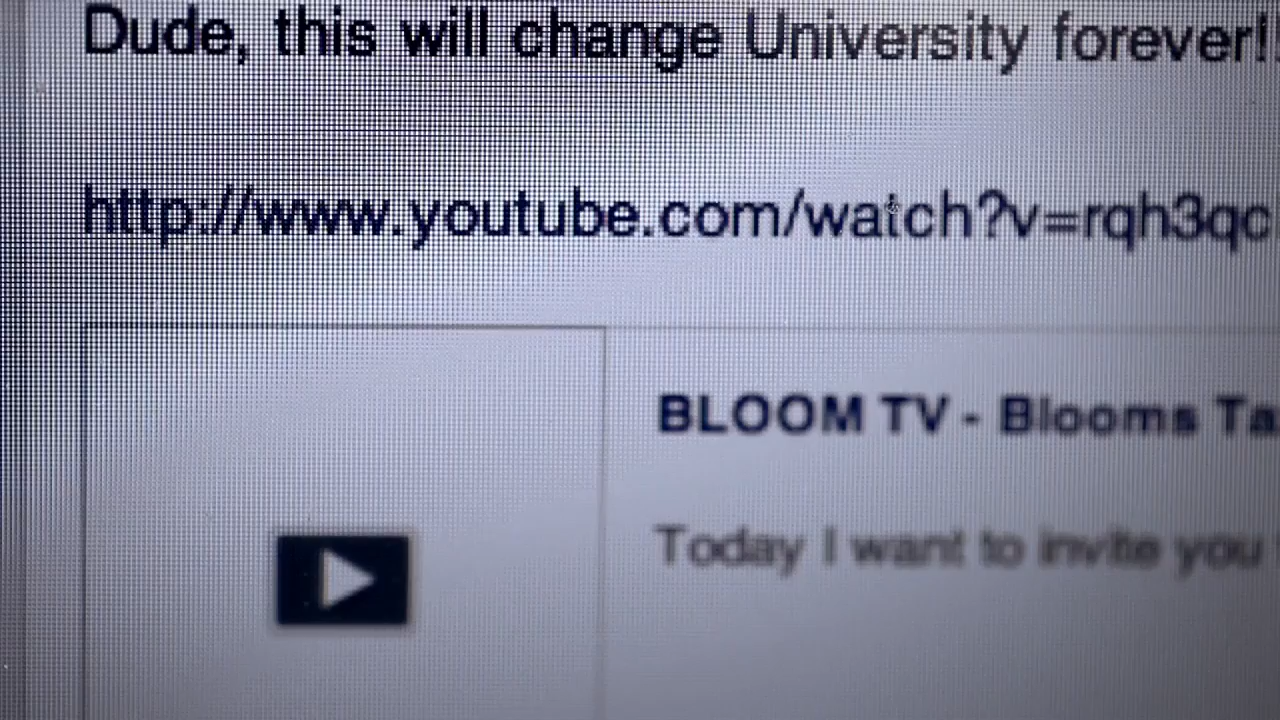 Dude, this will change University forever!
http://www.youtube.com/watch?v=rqh3qc
BLOOM TV - Blooms Ta
Today I want to invite you